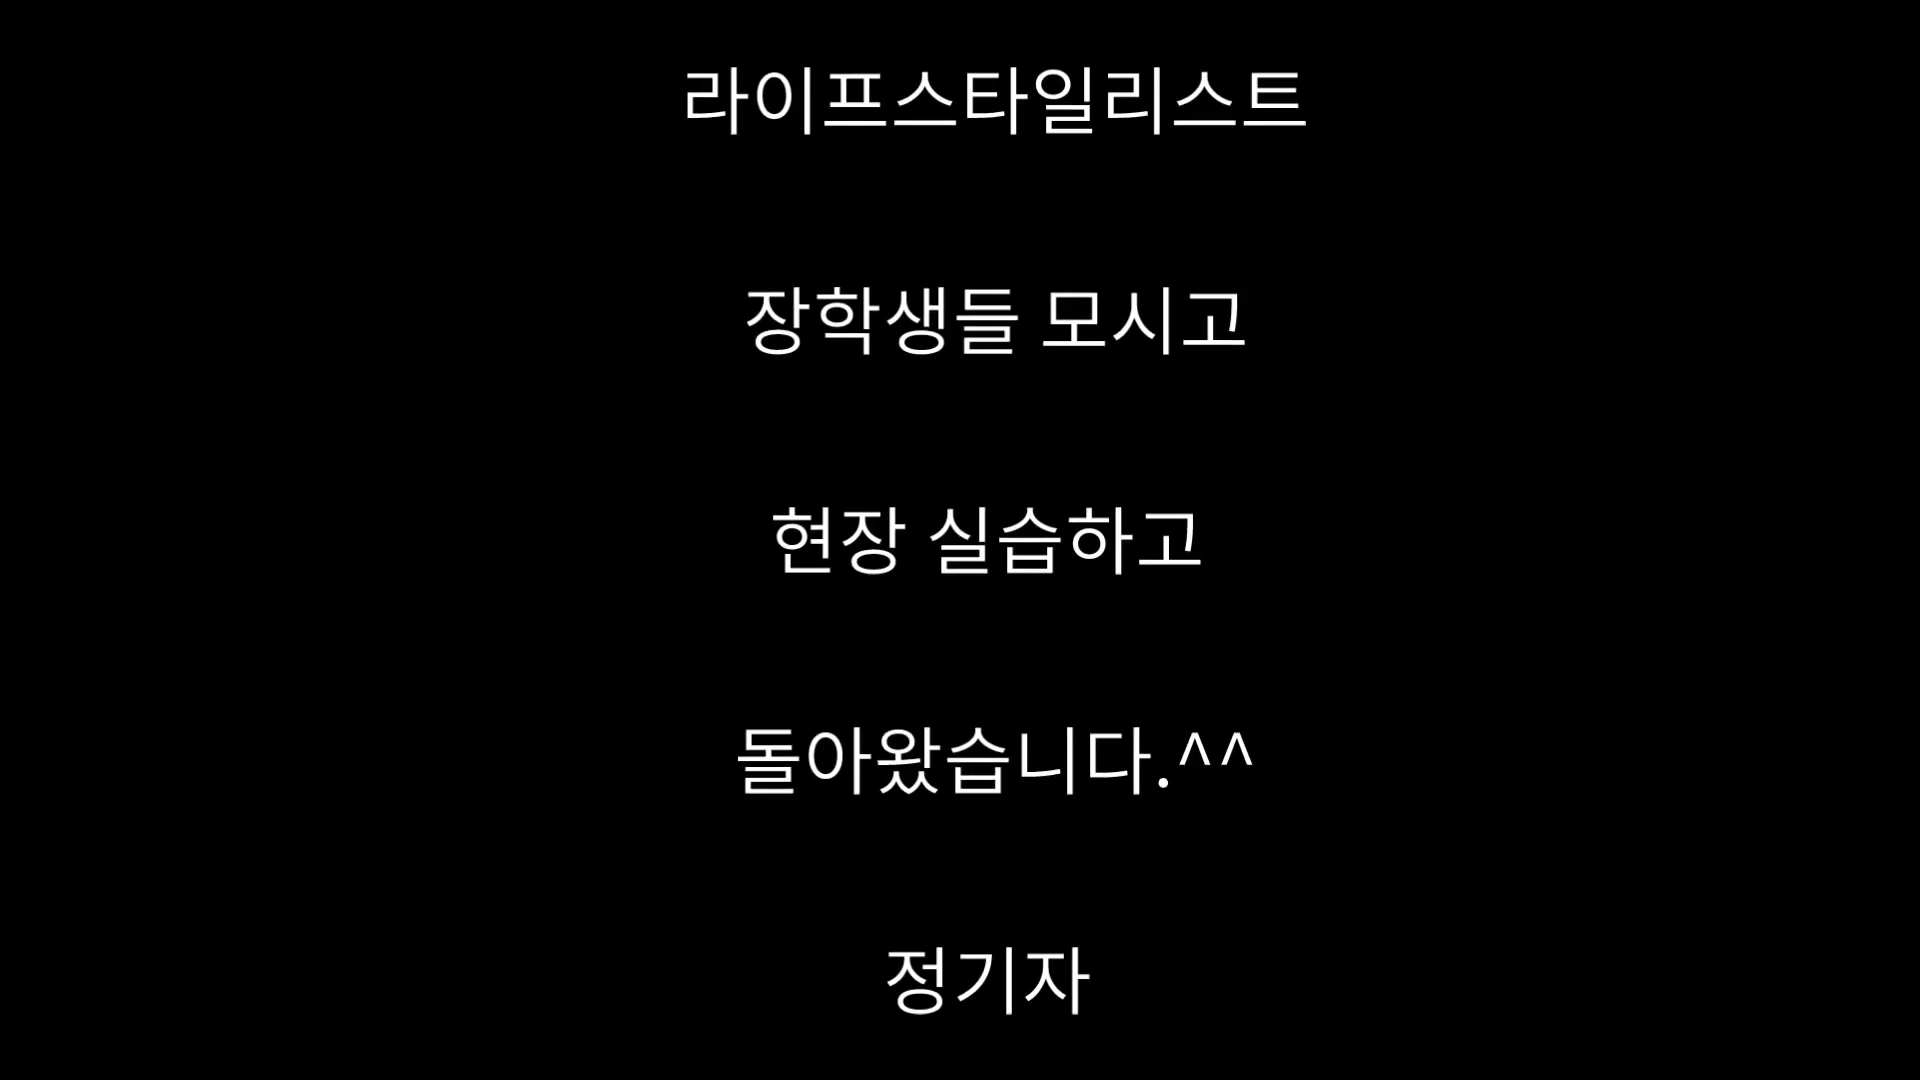 라이프스타일리스트
장학생들 모시고
현장 실습하고
돌아왔습니다.^^
정기자